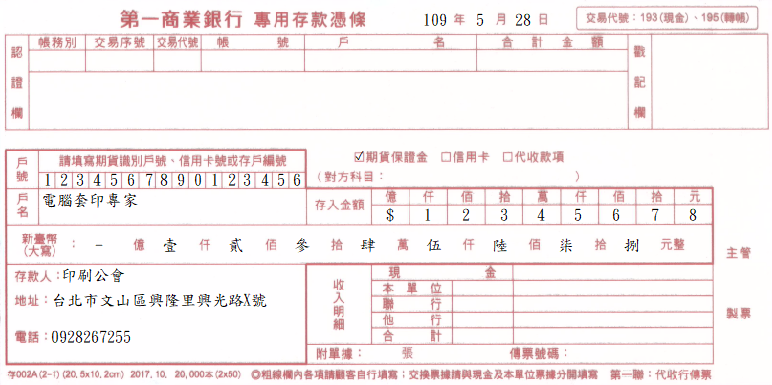 第一商業銀行 專用存款憑條 109 年 5 月 28 日 交易代號：193(現金)、195(轉帳)
認證欄 帳務別 交易序號 交易代號 帳號 戶名 合計金額 戳記欄
戶號 請填寫期貨識別戶號、信用卡號或存戶編號 ☑期貨保證金 □信用卡 □代收款項
1 2 3 4 5 6 7 8 9 0 1 2 3 4 5 6 （對方科目： ）
戶名 電腦套印專家 存入金額 億 仟 佰 拾 萬 仟 佰 拾 元
$ 1 2 3 4 5 6 7 8
新臺幣(大寫)： - 億 壹 仟 貳 佰 參 拾 肆 萬 伍 仟 陸 佰 柒 拾 捌 元整
主管
存款人：印刷公會
地址：台北市文山區興隆里興光路X號
電話：0928267255
收入明細 現金
本單位
聯行
他行
合計
製票
附單據： 張 傳票號碼：
字002A(2-1) (20.5x10.2cm) 2017.10. 20,000本(2x50) ◎粗線欄內各項請顧客自行填寫；交換票據請與現金及本單位票據分開填寫 第一聯：代收行傳票